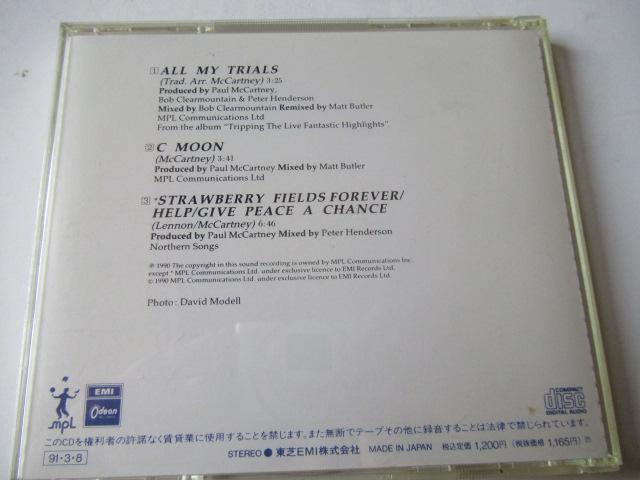 1 ALL MY TRIALS
(Trad. Arr. McCartney) 3:25
Produced by Paul McCartney,
Bob Clearmountain & Peter Henderson
Mixed by Bob Clearmountain Remixed by Matt Butler
MPL Communications Ltd
From the album "Tripping The Live Fantastic Highlights".
2 C MOON
(McCartney) 3:41
Produced by Paul McCartney Mixed by Matt Butler
MPL Communications Ltd
3 *STRAWBERRY FIELDS FOREVER/
HELP/GIVE PEACE A CHANCE
(Lennon/McCartney) 6:46
Produced by Paul McCartney Mixed by Peter Henderson
Northern Songs
℗ 1990 The copyright in this sound recording is owned by MPL Communications Inc.
except * MPL Communications Ltd. under exclusive licence to EMI Records Ltd.
© 1990 MPL Communications Ltd. under exclusive licence to EMI Records Ltd.
Photo: David Modell
MPL
EMI
Odeon
COMPACT
disc
DIGITAL AUDIO
このCDを権利者の許諾なく賃貸業に使用することを禁じます。また無断でテープその他に録音することは法律で禁じられています。
91・3・8
STEREO ● 東芝EMI株式会社 MADE IN JAPAN 税込定価 1,200円 (税抜価格 1,165円)